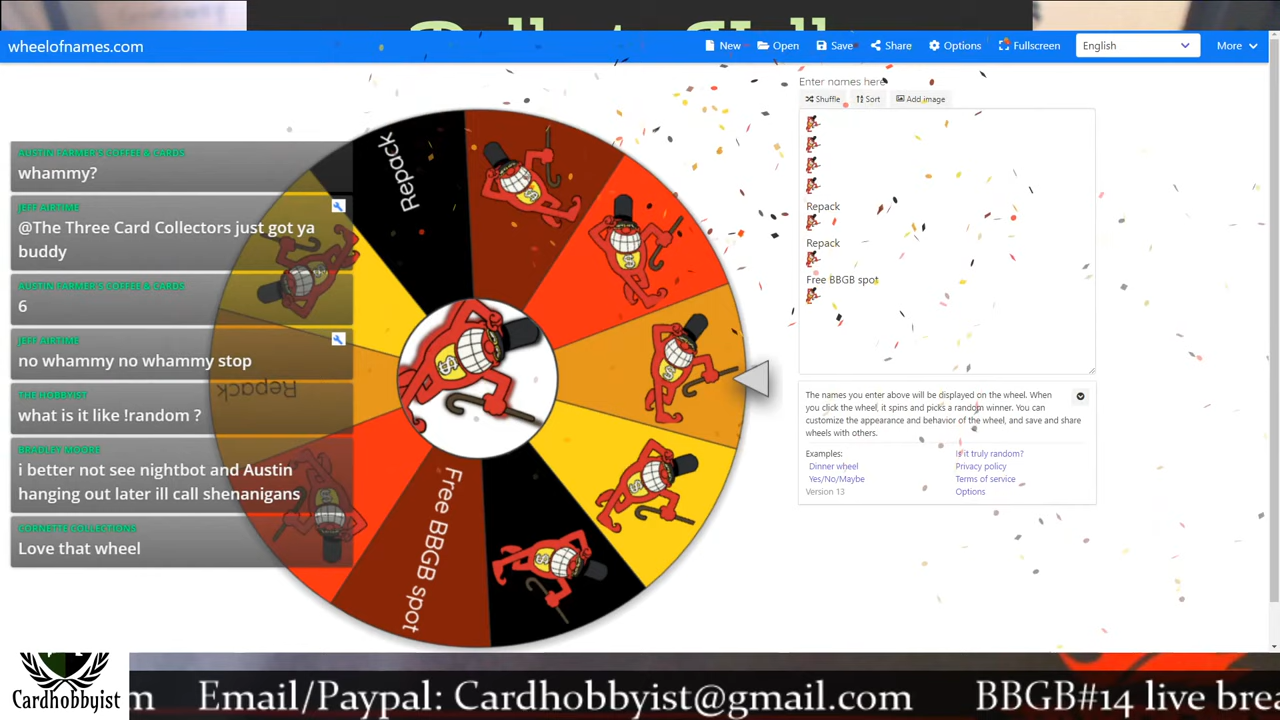 wheelofnames.com
New
Open
Save
Share
Options
Fullscreen
English
More
Enter names here
Shuffle
Sort
Add image
Repack
Repack
Free BBGB spot
The names you enter above will be displayed on the wheel. When
you click the wheel, it spins and picks a random winner. You can
customize the appearance and behavior of the wheel, and save and share
wheels with others.
Examples:
Dinner wheel
Yes/No/Maybe
Version 13
Is it truly random?
Privacy policy
Terms of service
Options
AUSTIN FARMER'S COFFEE & CARDS
whammy?
JEFF AIRTIME
@The Three Card Collectors just got ya
buddy
AUSTIN FARMER'S COFFEE & CARDS
6
JEFF AIRTIME
no whammy no whammy stop
THE HOBBYIST
what is it like !random ?
BRADLEY MOORE
i better not see nightbot and Austin
hanging out later ill call shenanigans
CORNETTE COLLECTIONS
Love that wheel
Repack
Repack
Free BBGB spot
Cardhobbyist
m
Email/Paypal: Cardhobbyist@gmail.com
BBGB#14 live brea